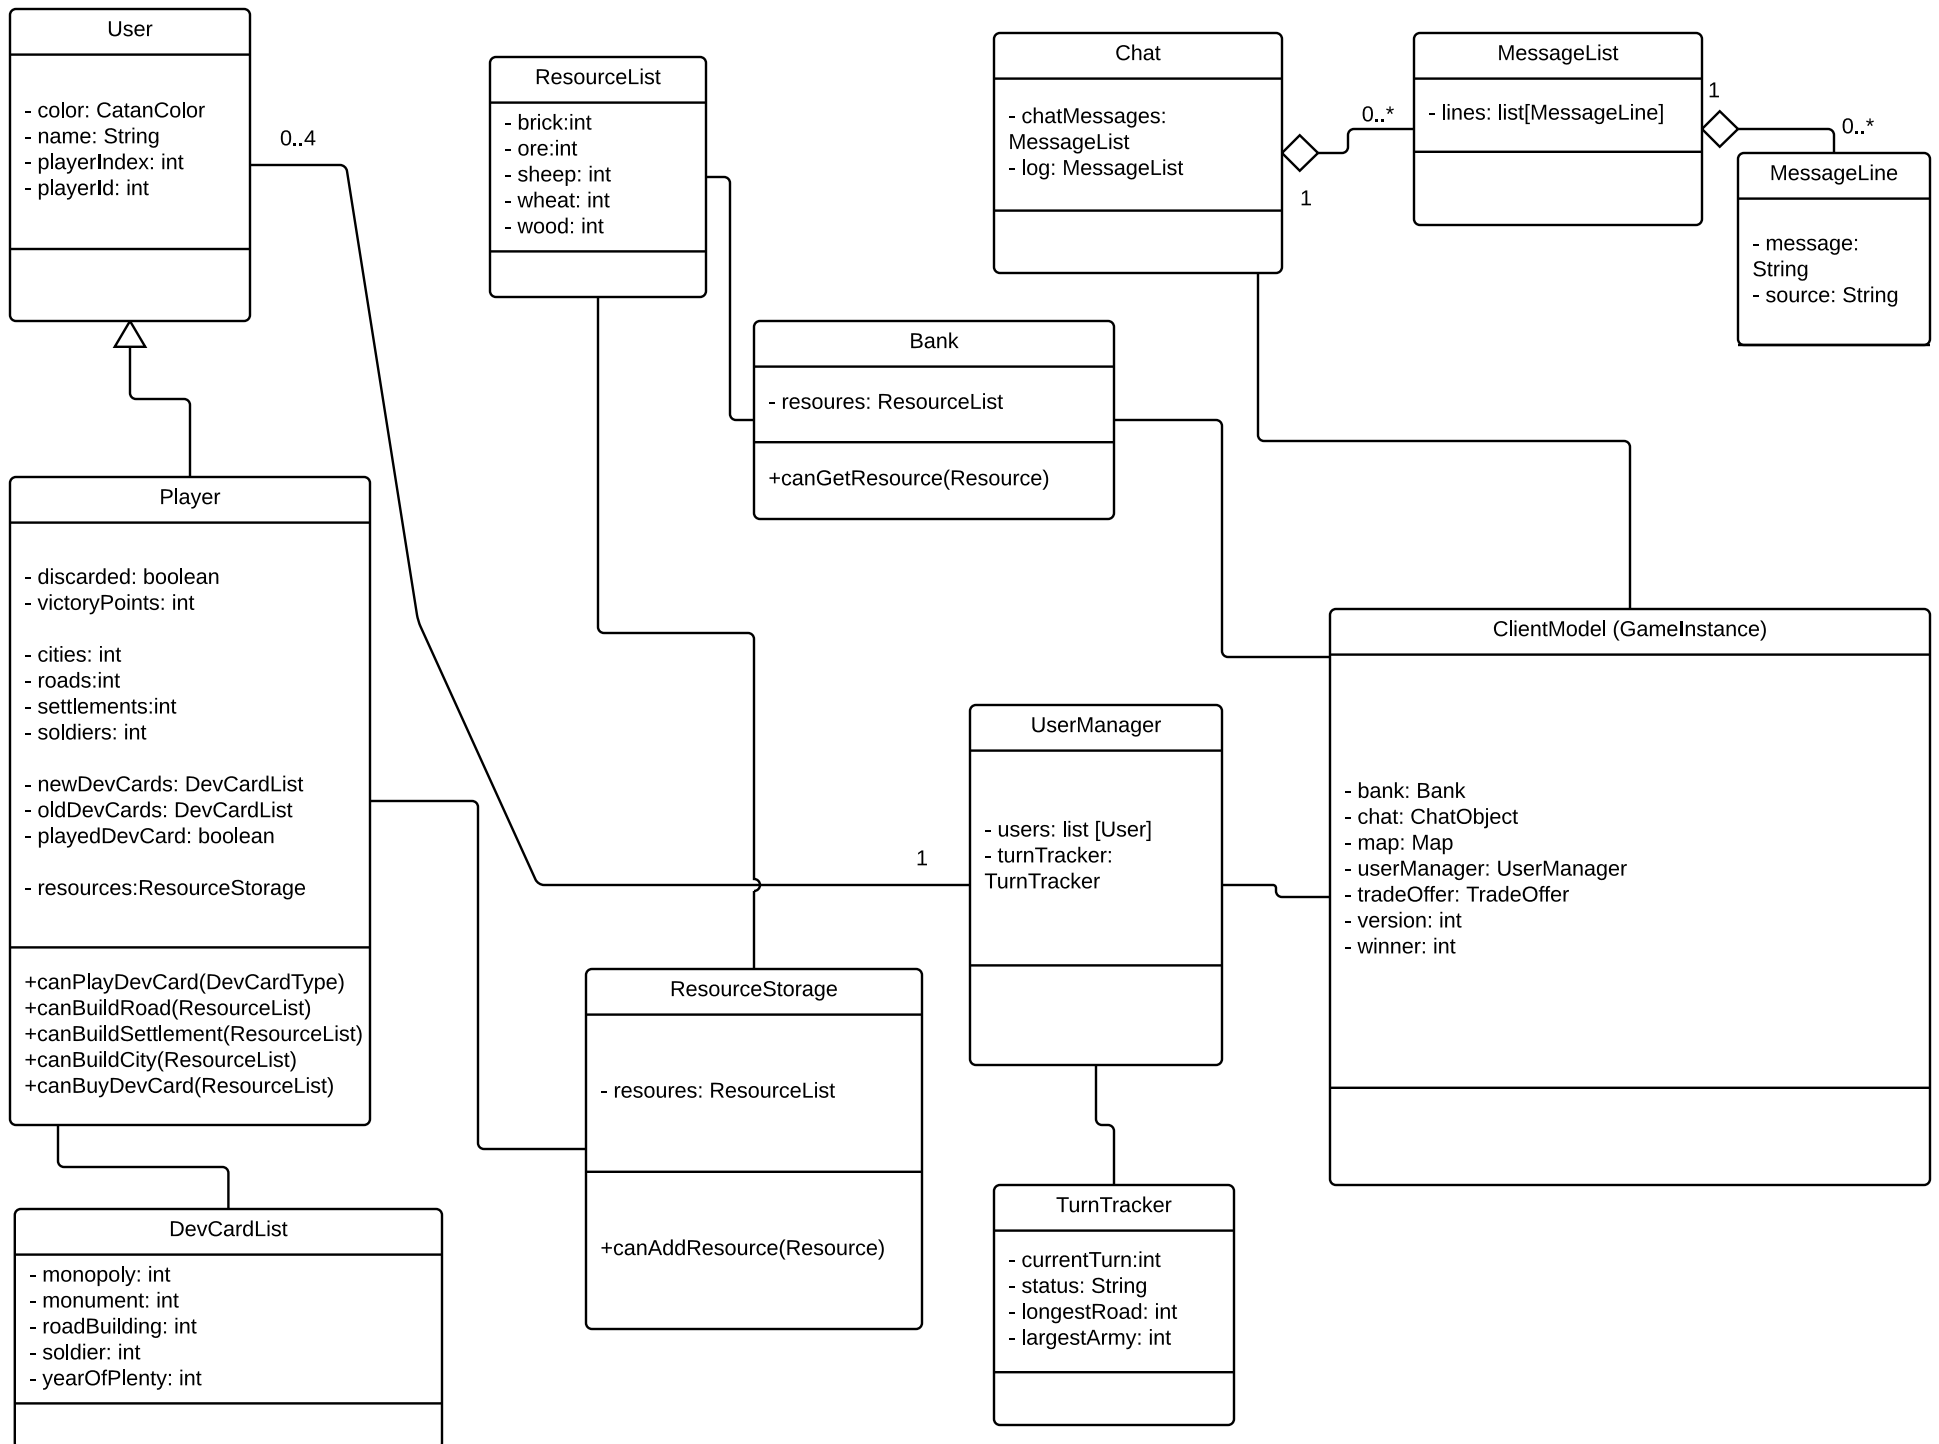 User
- color: CatanColor
- name: String
- playerIndex: int
- playerId: int
0..4
ResourceList
- brick:int
- ore:int
- sheep: int
- wheat: int
- wood: int
Chat
- chatMessages:
MessageList
- log: MessageList
1
0..*
MessageList
- lines: list[MessageLine]
1
0..*
MessageLine
- message:
String
- source: String
Bank
- resoures: ResourceList
+canGetResource(Resource)
Player
- discarded: boolean
- victoryPoints: int
- cities: int
- roads:int
- settlements:int
- soldiers: int
- newDevCards: DevCardList
- oldDevCards: DevCardList
- playedDevCard: boolean
- resources:ResourceStorage
+canPlayDevCard(DevCardType)
+canBuildRoad(ResourceList)
+canBuildSettlement(ResourceList)
+canBuildCity(ResourceList)
+canBuyDevCard(ResourceList)
1
UserManager
- users: list [User]
- turnTracker:
TurnTracker
ClientModel (GameInstance)
- bank: Bank
- chat: ChatObject
- map: Map
- userManager: UserManager
- tradeOffer: TradeOffer
- version: int
- winner: int
ResourceStorage
- resoures: ResourceList
+canAddResource(Resource)
TurnTracker
- currentTurn:int
- status: String
- longestRoad: int
- largestArmy: int
DevCardList
- monopoly: int
- monument: int
- roadBuilding: int
- soldier: int
- yearOfPlenty: int